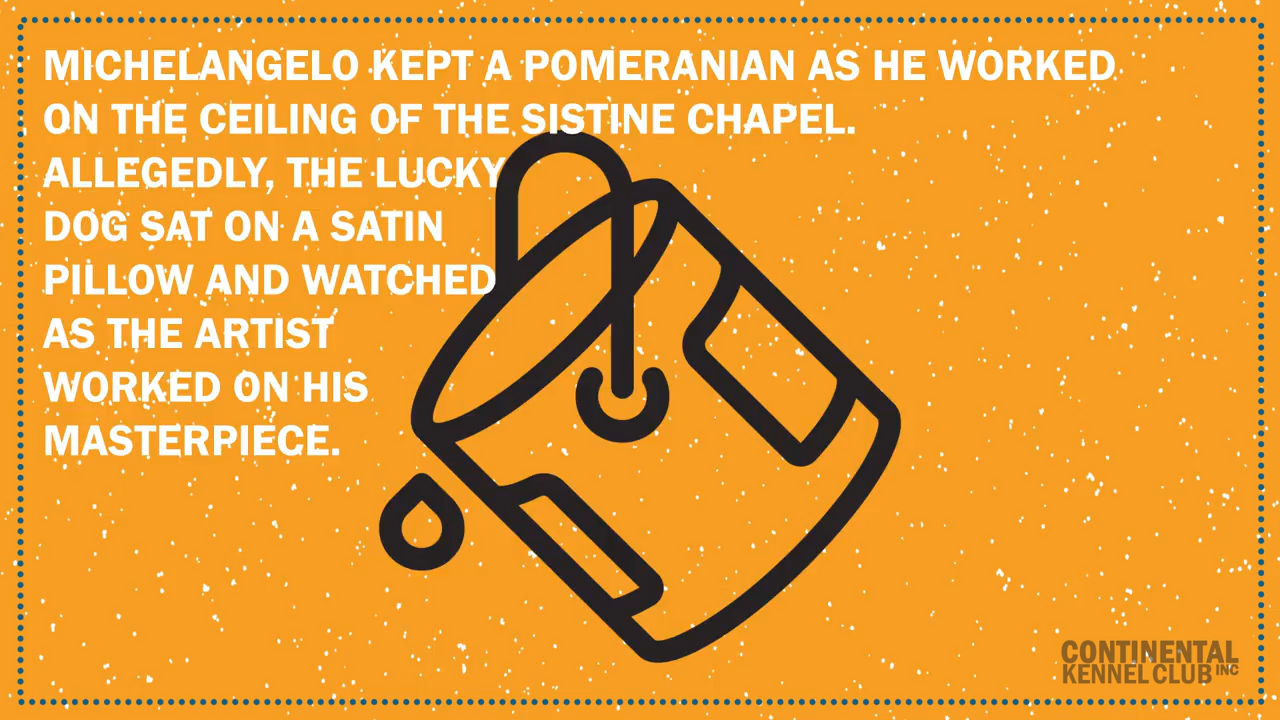 MICHELANGELO KEPT A POMERANIAN AS HE WORKED
ON THE CEILING OF THE SISTINE CHAPEL.
ALLEGEDLY, THE LUCKY
DOG SAT ON A SATIN
PILLOW AND WATCHED
AS THE ARTIST
WORKED ON HIS
MASTERPIECE.
CONTINENTAL
KENNEL CLUB INC